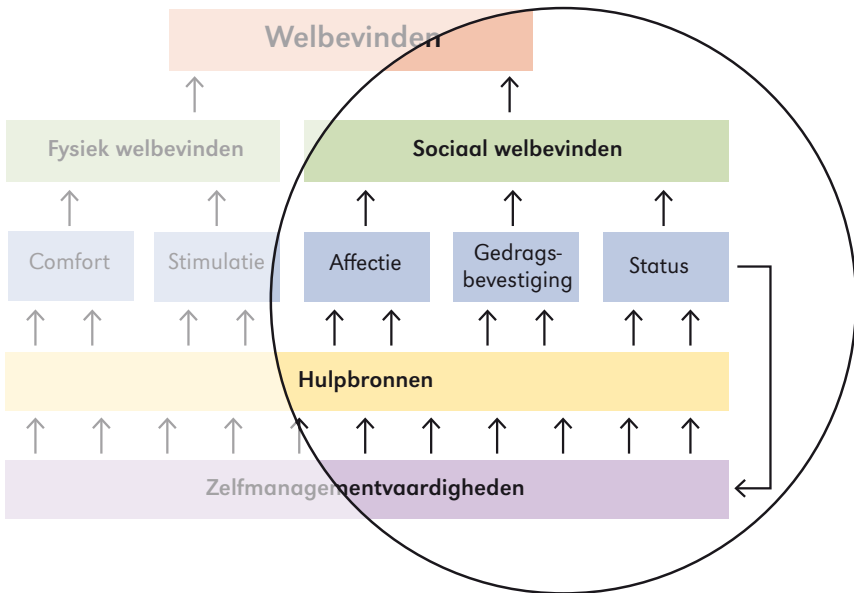 Welbevinden
Fysiek welbevinden
Sociaal welbevinden
Comfort
Stimulatie
Affectie
Gedrags-
bevestiging
Status
Hulpbronnen
Zelfmanagementvaardigheden